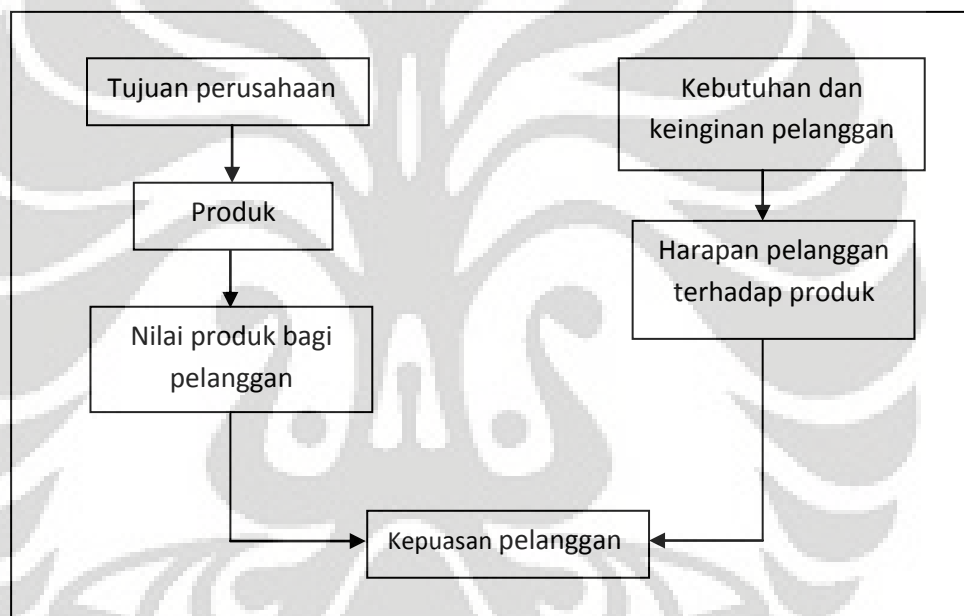 Tujuan perusahaan
Produk
Nilai produk bagi
pelanggan
Kebutuhan dan
keinginan pelanggan
Harapan pelanggan
terhadap produk
Kepuasan pelanggan